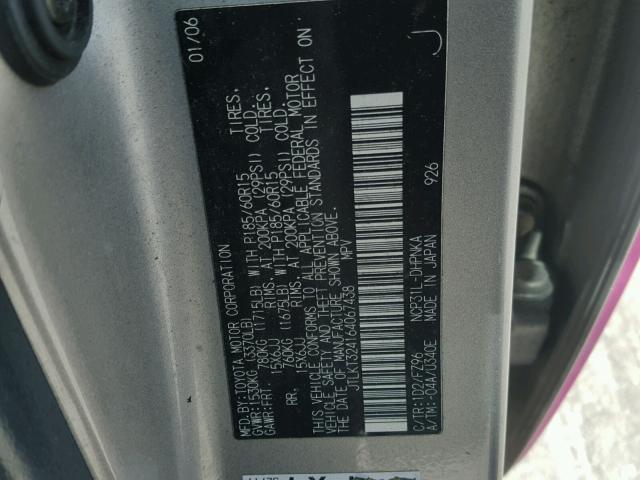 MFD.BY:TOYOTA MOTOR CORPORATION 01/06
GVWR:1530KG (3370LB)
GAWR:FRT. 780KG (1715LB) WITH P185/60R15 TIRES,
15X6JJ RIMS, AT 200KPA (29PSI) COLD.
RR. 760KG (1675LB) WITH P185/60R15 TIRES,
15X6JJ RIMS, AT 200KPA (29PSI) COLD.
THIS VEHICLE CONFORMS TO ALL APPLICABLE FEDERAL MOTOR
VEHICLE SAFETY AND THEFT PREVENTION STANDARDS IN EFFECT ON
THE DATE OF MANUFACTURE SHOWN ABOVE.
JTLKT324164067438 MPV J
C/TR:1D2/FZ96 NCP31L-DHPNKA
A/TM:-04A/U340E MADE IN JAPAN 926